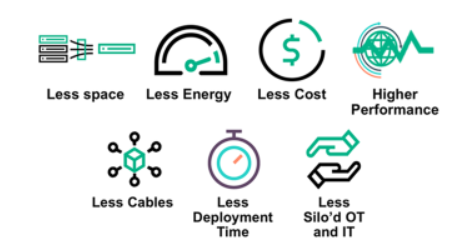 Less space
Less Energy
Less Cost
Higher
Performance
Less Cables
Less
Deployment
Time
Less
Silo'd OT
and IT